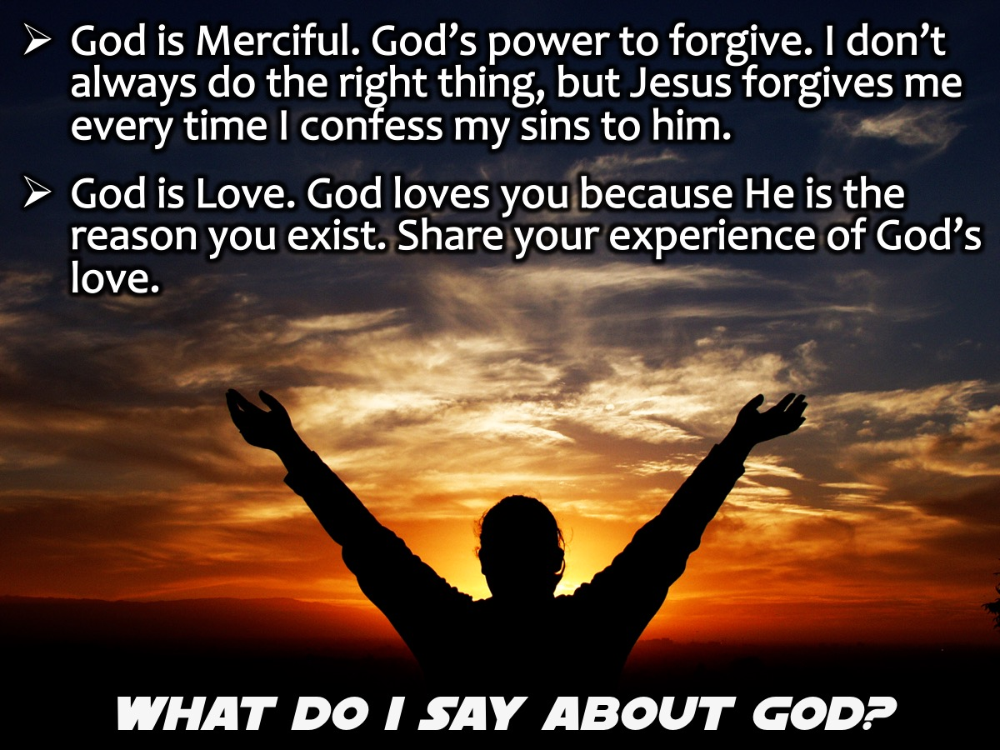 ➢ God is Merciful. God’s power to forgive. I don’t
always do the right thing, but Jesus forgives me
every time I confess my sins to him.
➢ God is Love. God loves you because He is the
reason you exist. Share your experience of God’s
love.
WHAT DO I SAY ABOUT GOD?